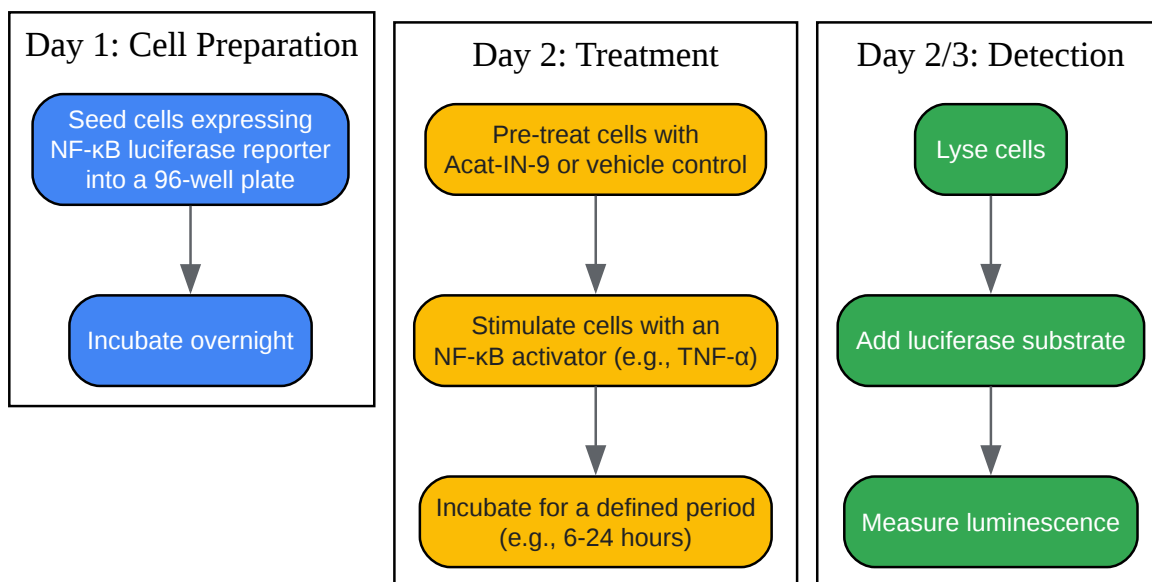 Day 1: Cell Preparation
Seed cells expressing
NF-κB luciferase reporter
into a 96-well plate
Incubate overnight
Day 2: Treatment
Pre-treat cells with
Acat-IN-9 or vehicle control
Stimulate cells with an
NF-κB activator (e.g., TNF-α)
Incubate for a defined period
(e.g., 6-24 hours)
Day 2/3: Detection
Lyse cells
Add luciferase substrate
Measure luminescence